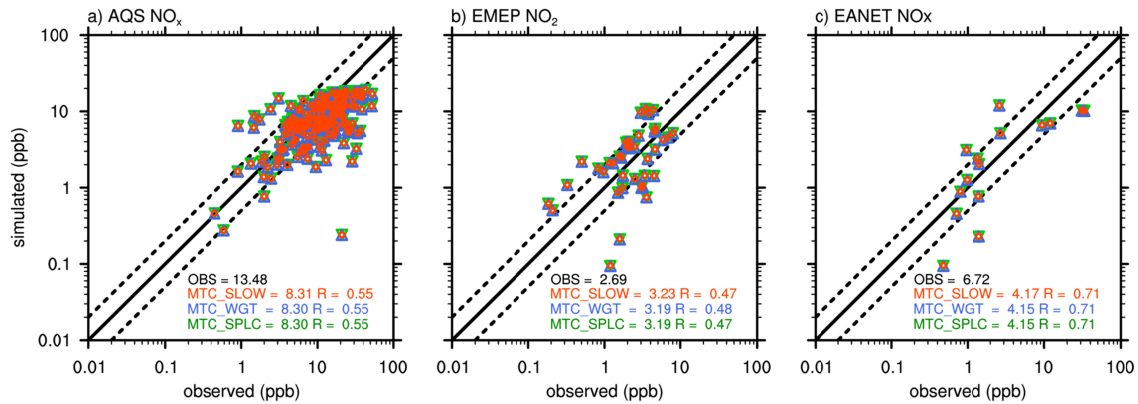 a) AQS NOx
b) EMEP NO2
c) EANET NOx
100
10
1
0.1
0.01
simulated (ppb)
OBS = 13.48
MTC_SLOW = 8.31 R = 0.55
MTC_WGT = 8.30 R = 0.55
MTC_SPLC = 8.30 R = 0.55
OBS = 2.69
MTC_SLOW = 3.23 R = 0.47
MTC_WGT = 3.19 R = 0.48
MTC_SPLC = 3.19 R = 0.47
OBS = 6.72
MTC_SLOW = 4.17 R = 0.71
MTC_WGT = 4.15 R = 0.71
MTC_SPLC = 4.15 R = 0.71
0.01 0.1 1 10 100
0.01 0.1 1 10 100
0.01 0.1 1 10 100
observed (ppb)
observed (ppb)
observed (ppb)